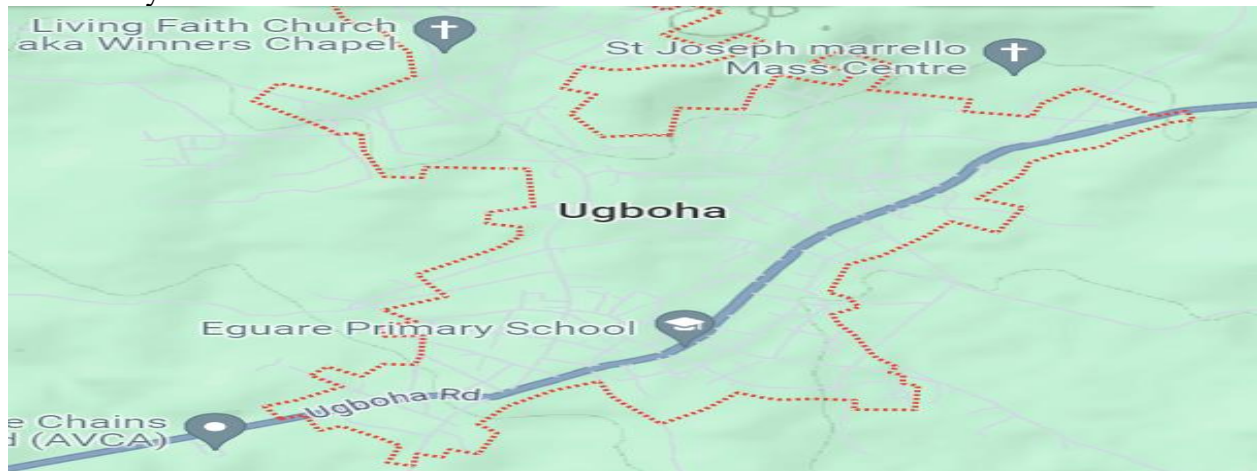 Living Faith Church
aka Winners Chapel
St Joseph marrello
Mass Centre
Ugboha
Eguare Primary School
Ugboha Rd
e Chains
(AVCA)